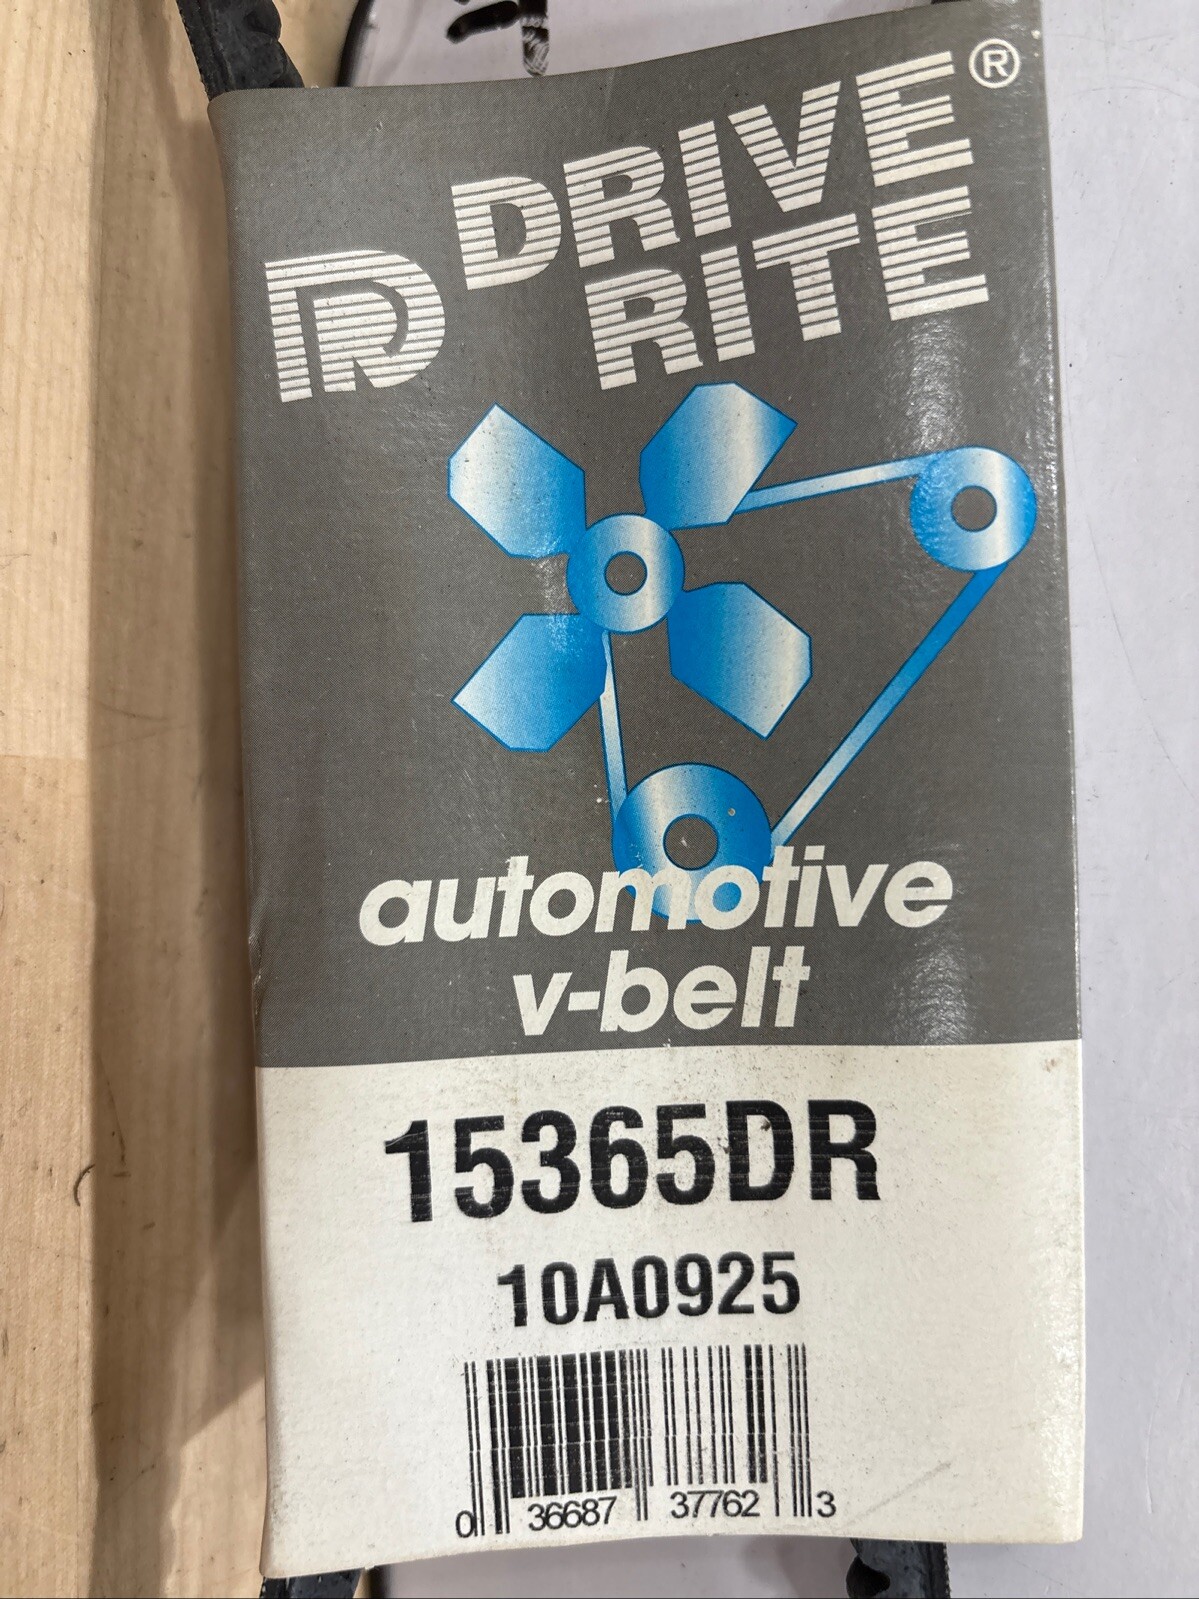 DRIVE
RITE®
DR
automotive
v-belt
15365DR
10A0925
0 36687 37762 3